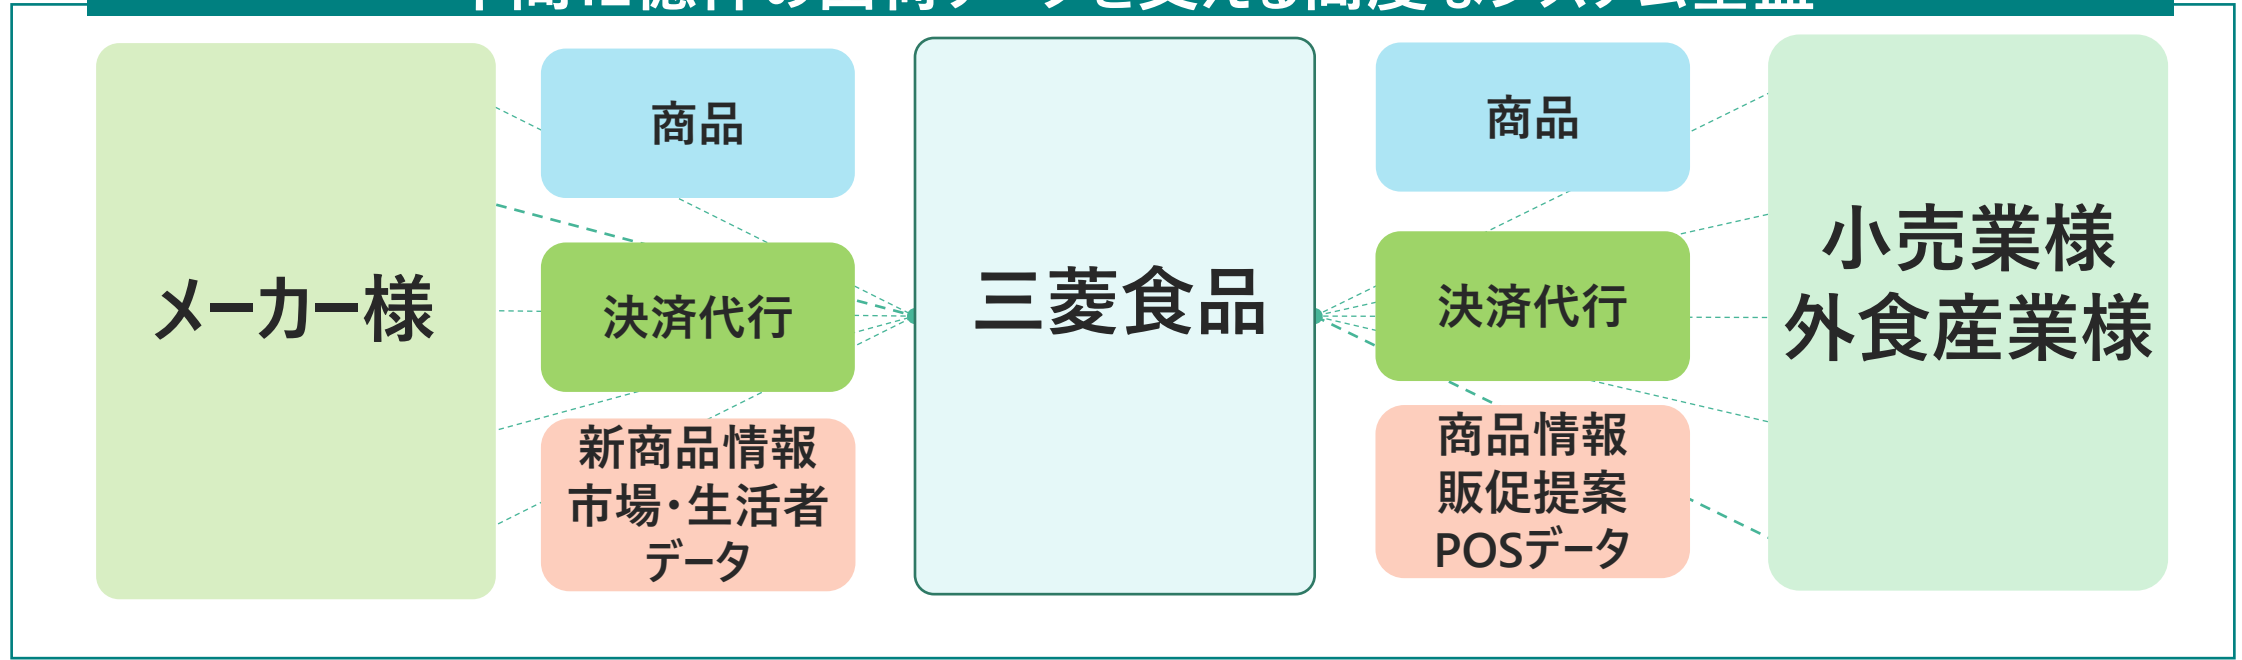 メーカー様
商品
決済代行
新商品情報
市場・生活者
データ
三菱食品
商品
決済代行
商品情報
販促提案
POSデータ
小売業様
外食産業様